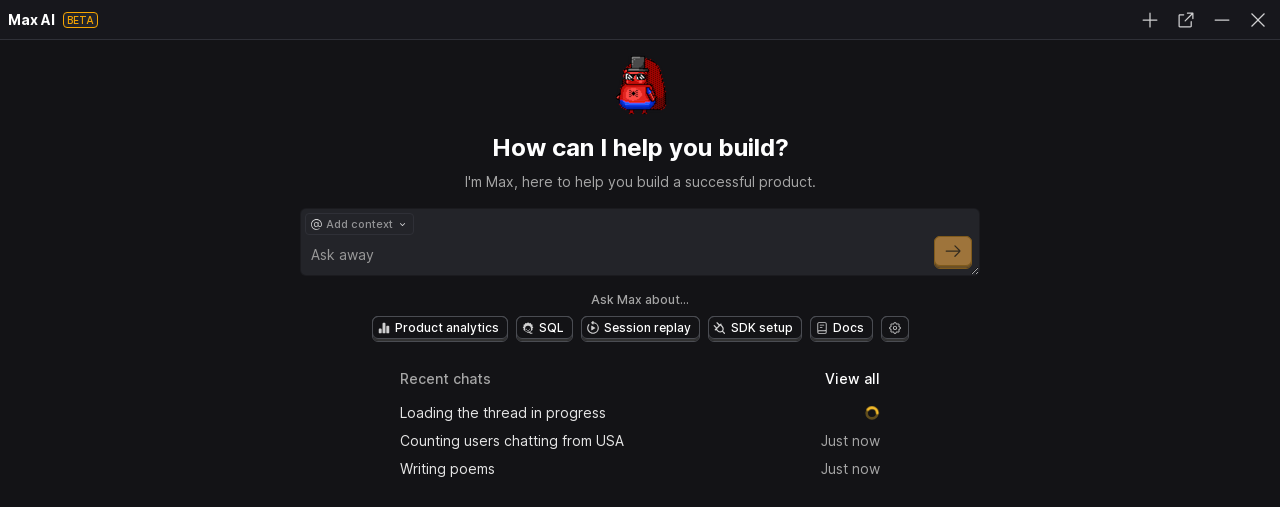 Max AI BETA
How can I help you build?
I'm Max, here to help you build a successful product.
@ Add context
Ask away
Ask Max about...
Product analytics SQL Session replay SDK setup Docs
Recent chats View all
Loading the thread in progress
Counting users chatting from USA Just now
Writing poems Just now